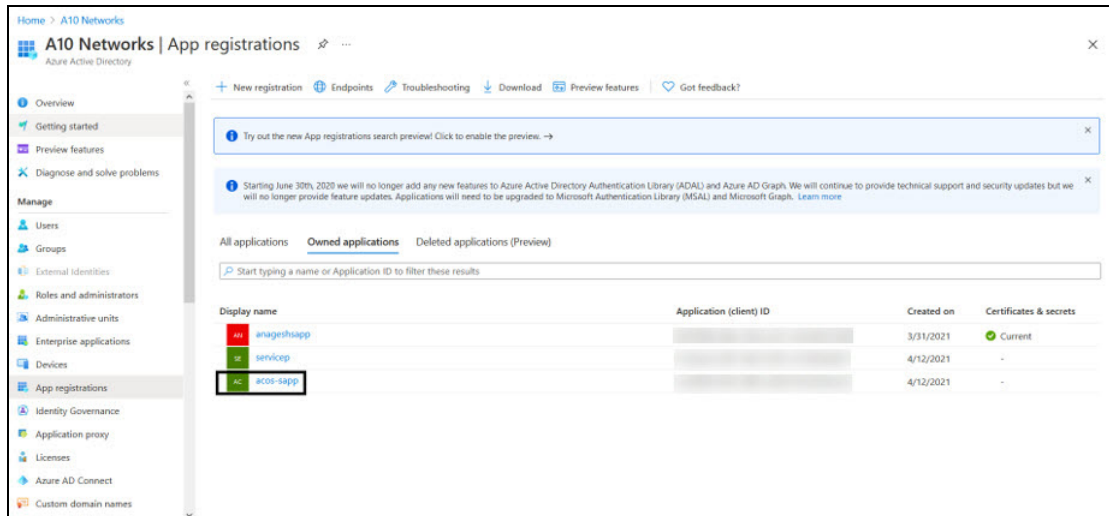 Home > A10 Networks
A10 Networks | App registrations
Azure Active Directory
Overview
Getting started
Preview features
Diagnose and solve problems
Manage
Users
Groups
External Identities
Roles and administrators
Administrative units
Enterprise applications
Devices
App registrations
Identity Governance
Application proxy
Licenses
Azure AD Connect
Custom domain names
New registration Endpoints Troubleshooting Download Preview features Got feedback?
Try out the new App registrations search preview! Click to enable the preview. →
Starting June 30th, 2020 we will no longer add any new features to Azure Active Directory Authentication Library (ADAL) and Azure AD Graph. We will continue to provide technical support and security updates but we
will no longer provide feature updates. Applications will need to be upgraded to Microsoft Authentication Library (MSAL) and Microsoft Graph. Learn more
All applications Owned applications Deleted applications (Preview)
Start typing a name or Application ID to filter these results
Display name Application (client) ID Created on Certificates & secrets
AN anageshsapp 3/31/2021 Current
SE servicep 4/12/2021 -
AC acos-sapp 4/12/2021 -